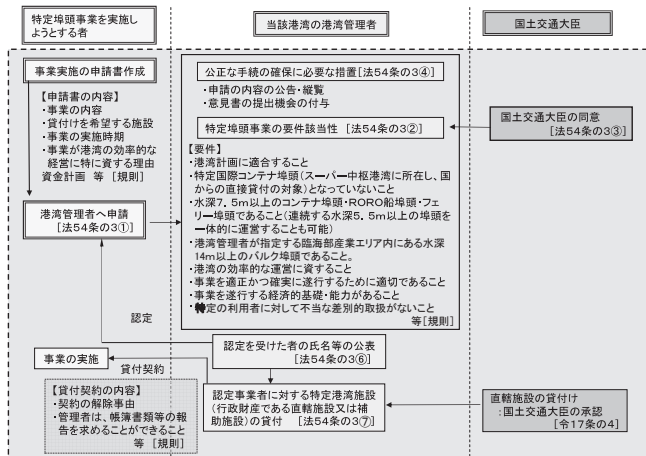 特定埠頭事業を実施し
ようとする者
当該港湾の港湾管理者
国土交通大臣
事業実施の申請書作成
【申請書の内容】
・事業の内容
・貸付けを希望する施設
・事業の実施時期
・事業が港湾の効率的な
経営に特に資する理由
資金計画 等 [規則]
港湾管理者へ申請
[法54条の3①]
公正な手続の確保に必要な措置[法54条の3④]
・申請の内容の公告・縦覧
・意見書の提出機会の付与
特定埠頭事業の要件該当性 [法54条の3②]
国土交通大臣の同意
[法54条の3③]
【要件】
・港湾計画に適合すること
・特定国際コンテナ埠頭(スーパー中枢港湾に所在し、国
からの直接貸付の対象)となっていないこと
・水深7.5m以上のコンテナ埠頭・RORO船埠頭・フェ
リー埠頭であること(連続する水深5.5m以上の埠頭を
一体的に運営することも可能)
・港湾管理者が指定する臨海部産業エリア内にある水深
14m以上のバルク埠頭であること。
・港湾の効率的な運営に資すること
・事業を適正かつ確実に遂行するために適切であること
・事業を遂行する経済的基礎・能力があること
・特定の利用者に対して不当な差別的取扱がないこと
等[規則]
認定
認定を受けた者の氏名等の公表
[法54条の3⑥]
事業の実施
貸付契約
【貸付契約の内容】
・契約の解除事由
・管理者は、帳簿書類等の報
告を求めることができること
等 [規則]
認定事業者に対する特定港湾施設
(行政財産である直轄施設又は補
助施設)の貸付 [法54条の3⑦]
直轄施設の貸付け
:国土交通大臣の承認
[令17条の4]